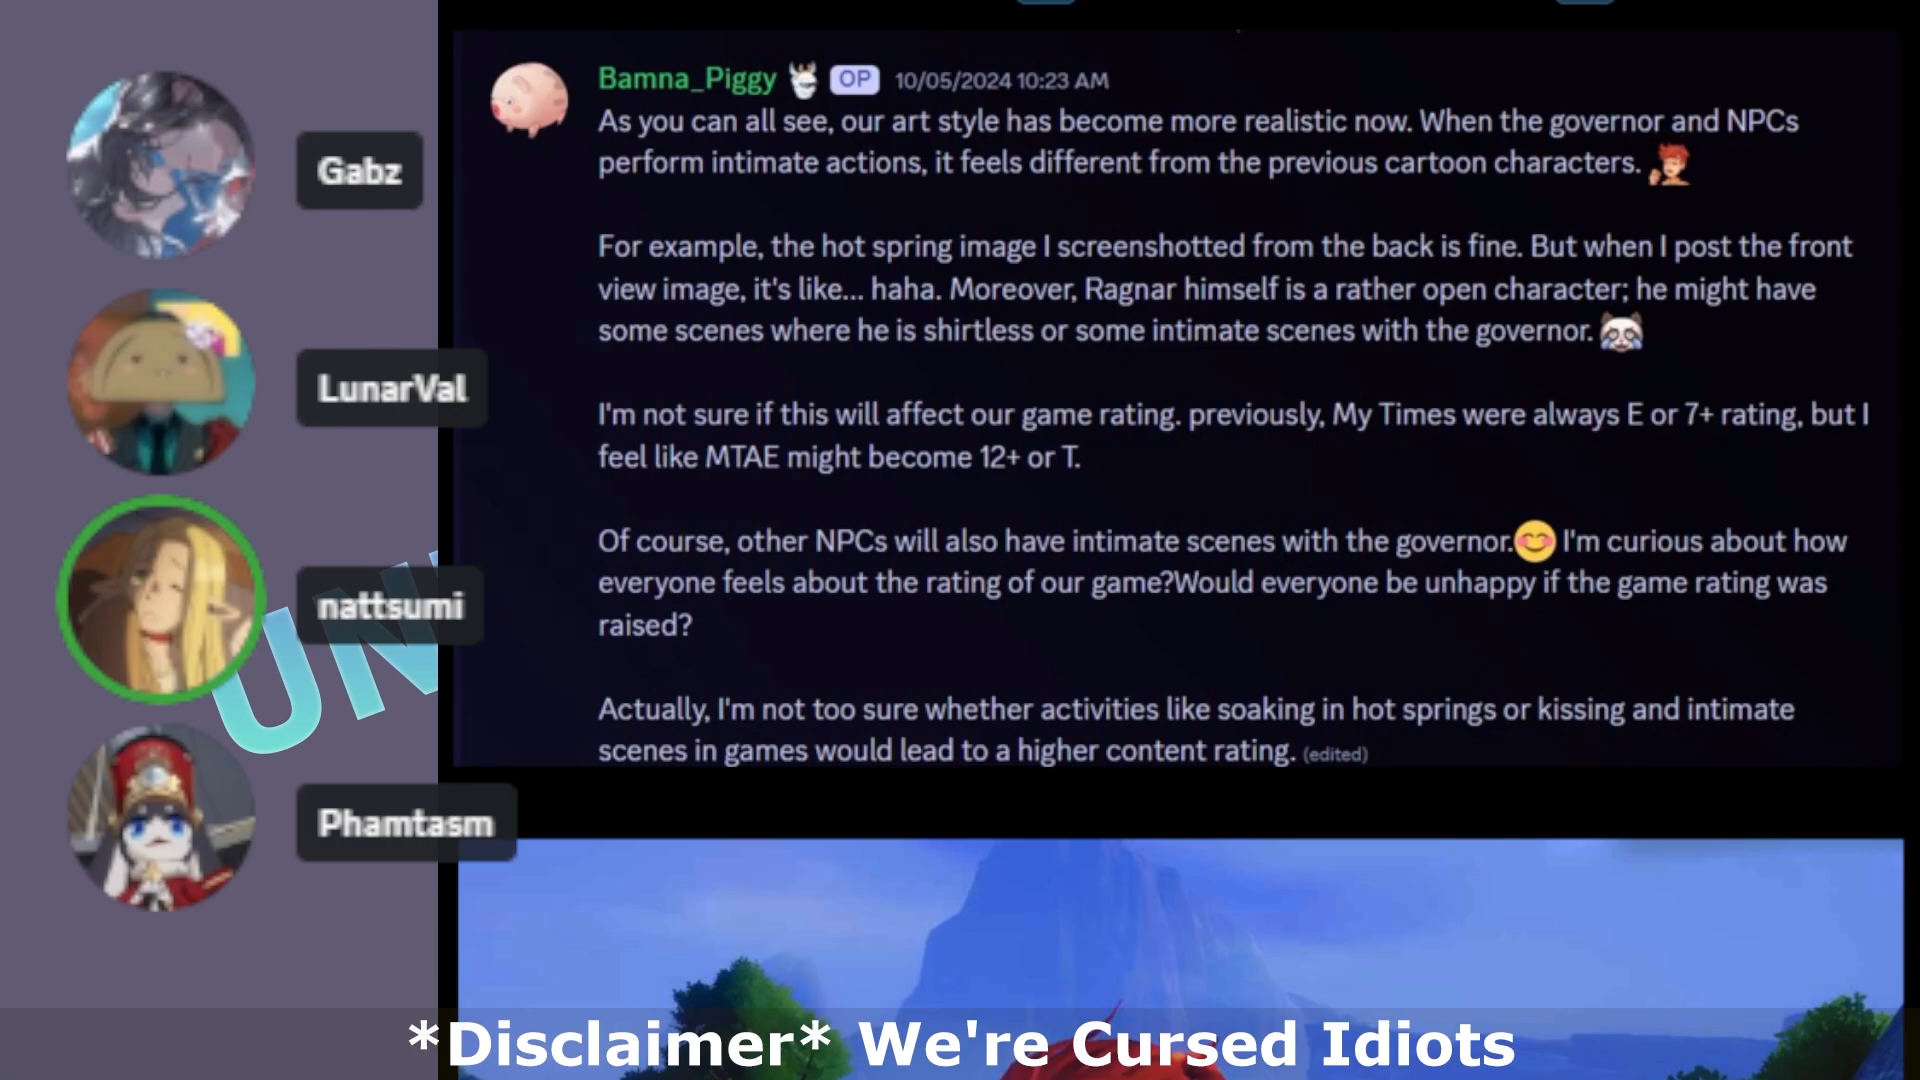 Gabz
LunarVal
nattsumi
Phamtasm
UN
Bamna_Piggy OP 10/05/2024 10:23 AM
As you can all see, our art style has become more realistic now. When the governor and NPCs
perform intimate actions, it feels different from the previous cartoon characters.
For example, the hot spring image I screenshotted from the back is fine. But when I post the front
view image, it's like... haha. Moreover, Ragnar himself is a rather open character; he might have
some scenes where he is shirtless or some intimate scenes with the governor.
I'm not sure if this will affect our game rating. previously, My Times were always E or 7+ rating, but I
feel like MTAE might become 12+ or T.
Of course, other NPCs will also have intimate scenes with the governor.😊 I'm curious about how
everyone feels about the rating of our game?Would everyone be unhappy if the game rating was
raised?
Actually, I'm not too sure whether activities like soaking in hot springs or kissing and intimate
scenes in games would lead to a higher content rating. (edited)
*Disclaimer* We're Cursed Idiots